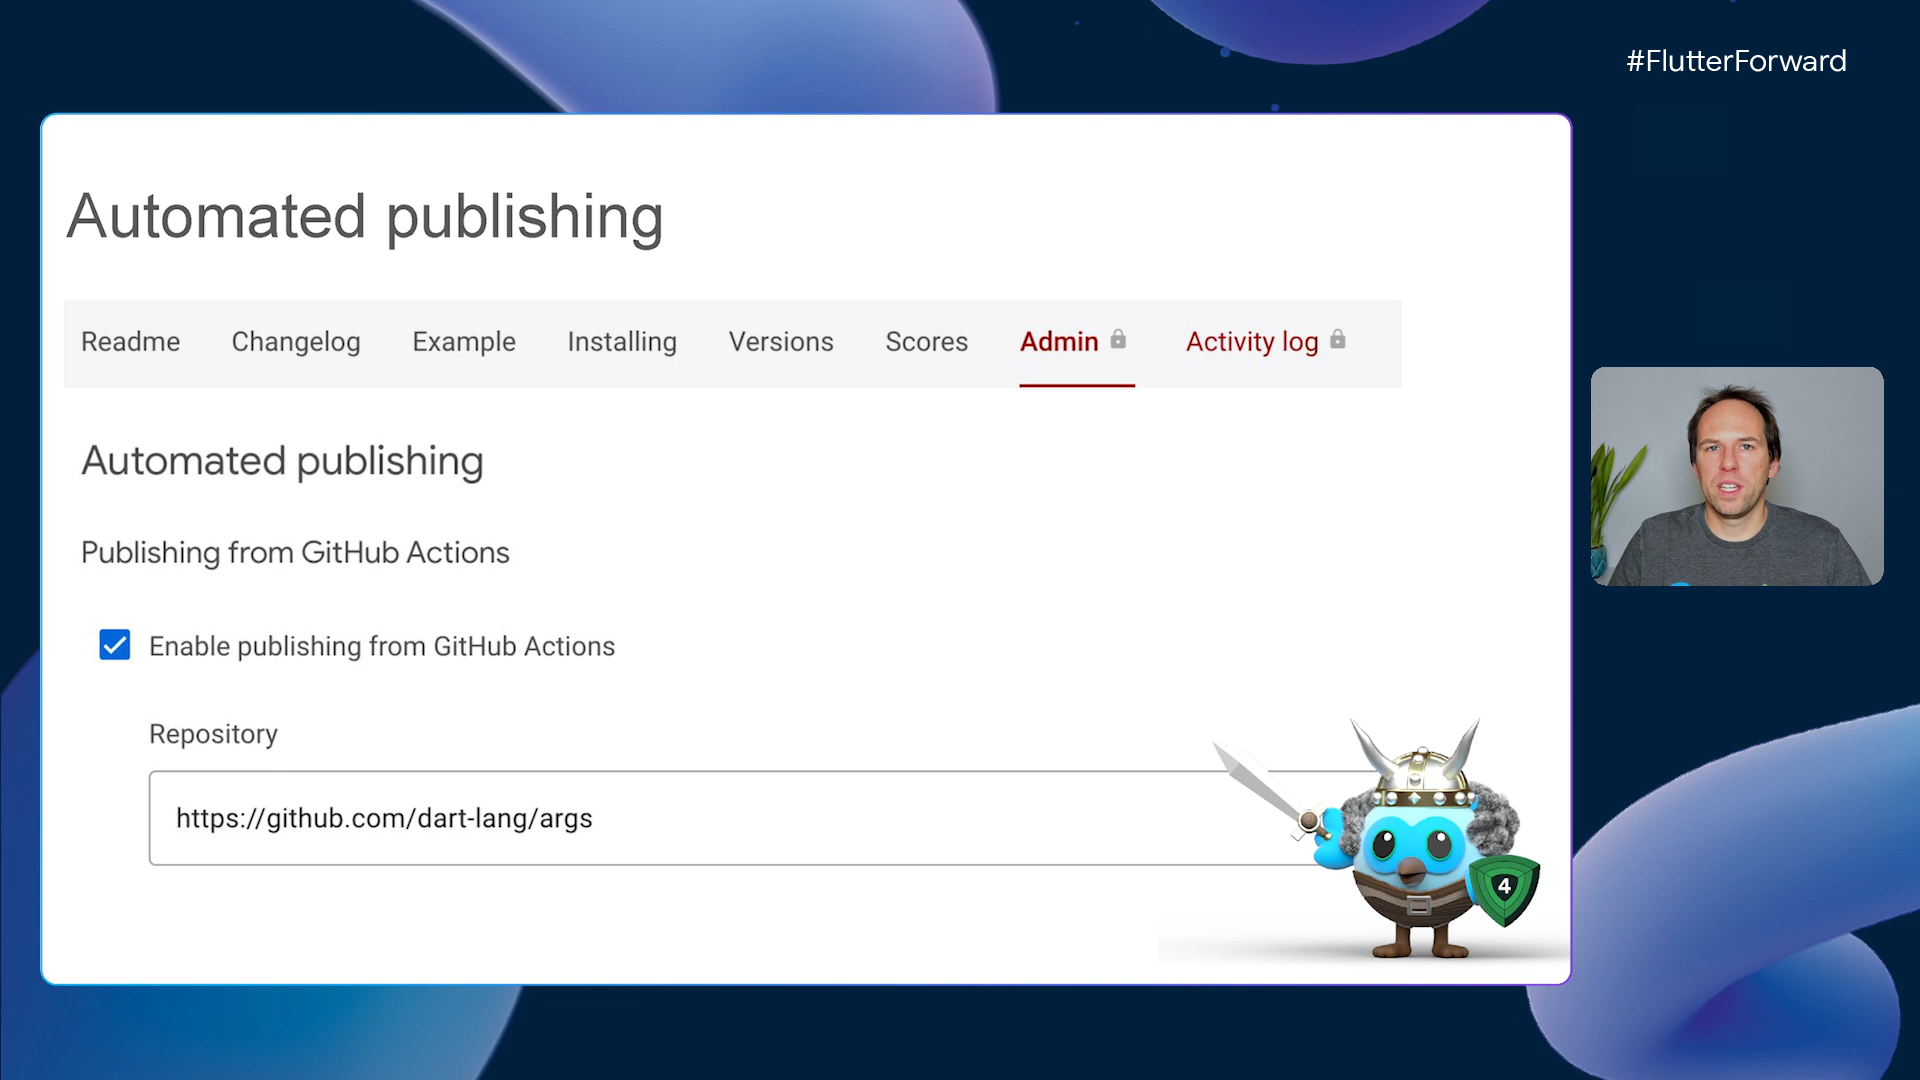 #FlutterForward
Automated publishing
Readme Changelog Example Installing Versions Scores Admin Activity log
Automated publishing
Publishing from GitHub Actions
Enable publishing from GitHub Actions
Repository
https://github.com/dart-lang/args
4